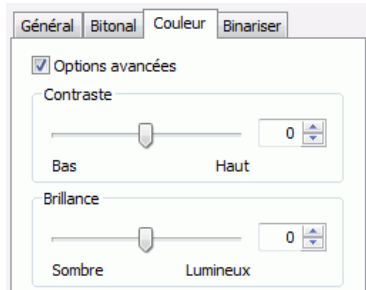 Général Bitonal Couleur Binariser
Options avancées
Contraste
0
Bas Haut
Brillance
0
Sombre Lumineux